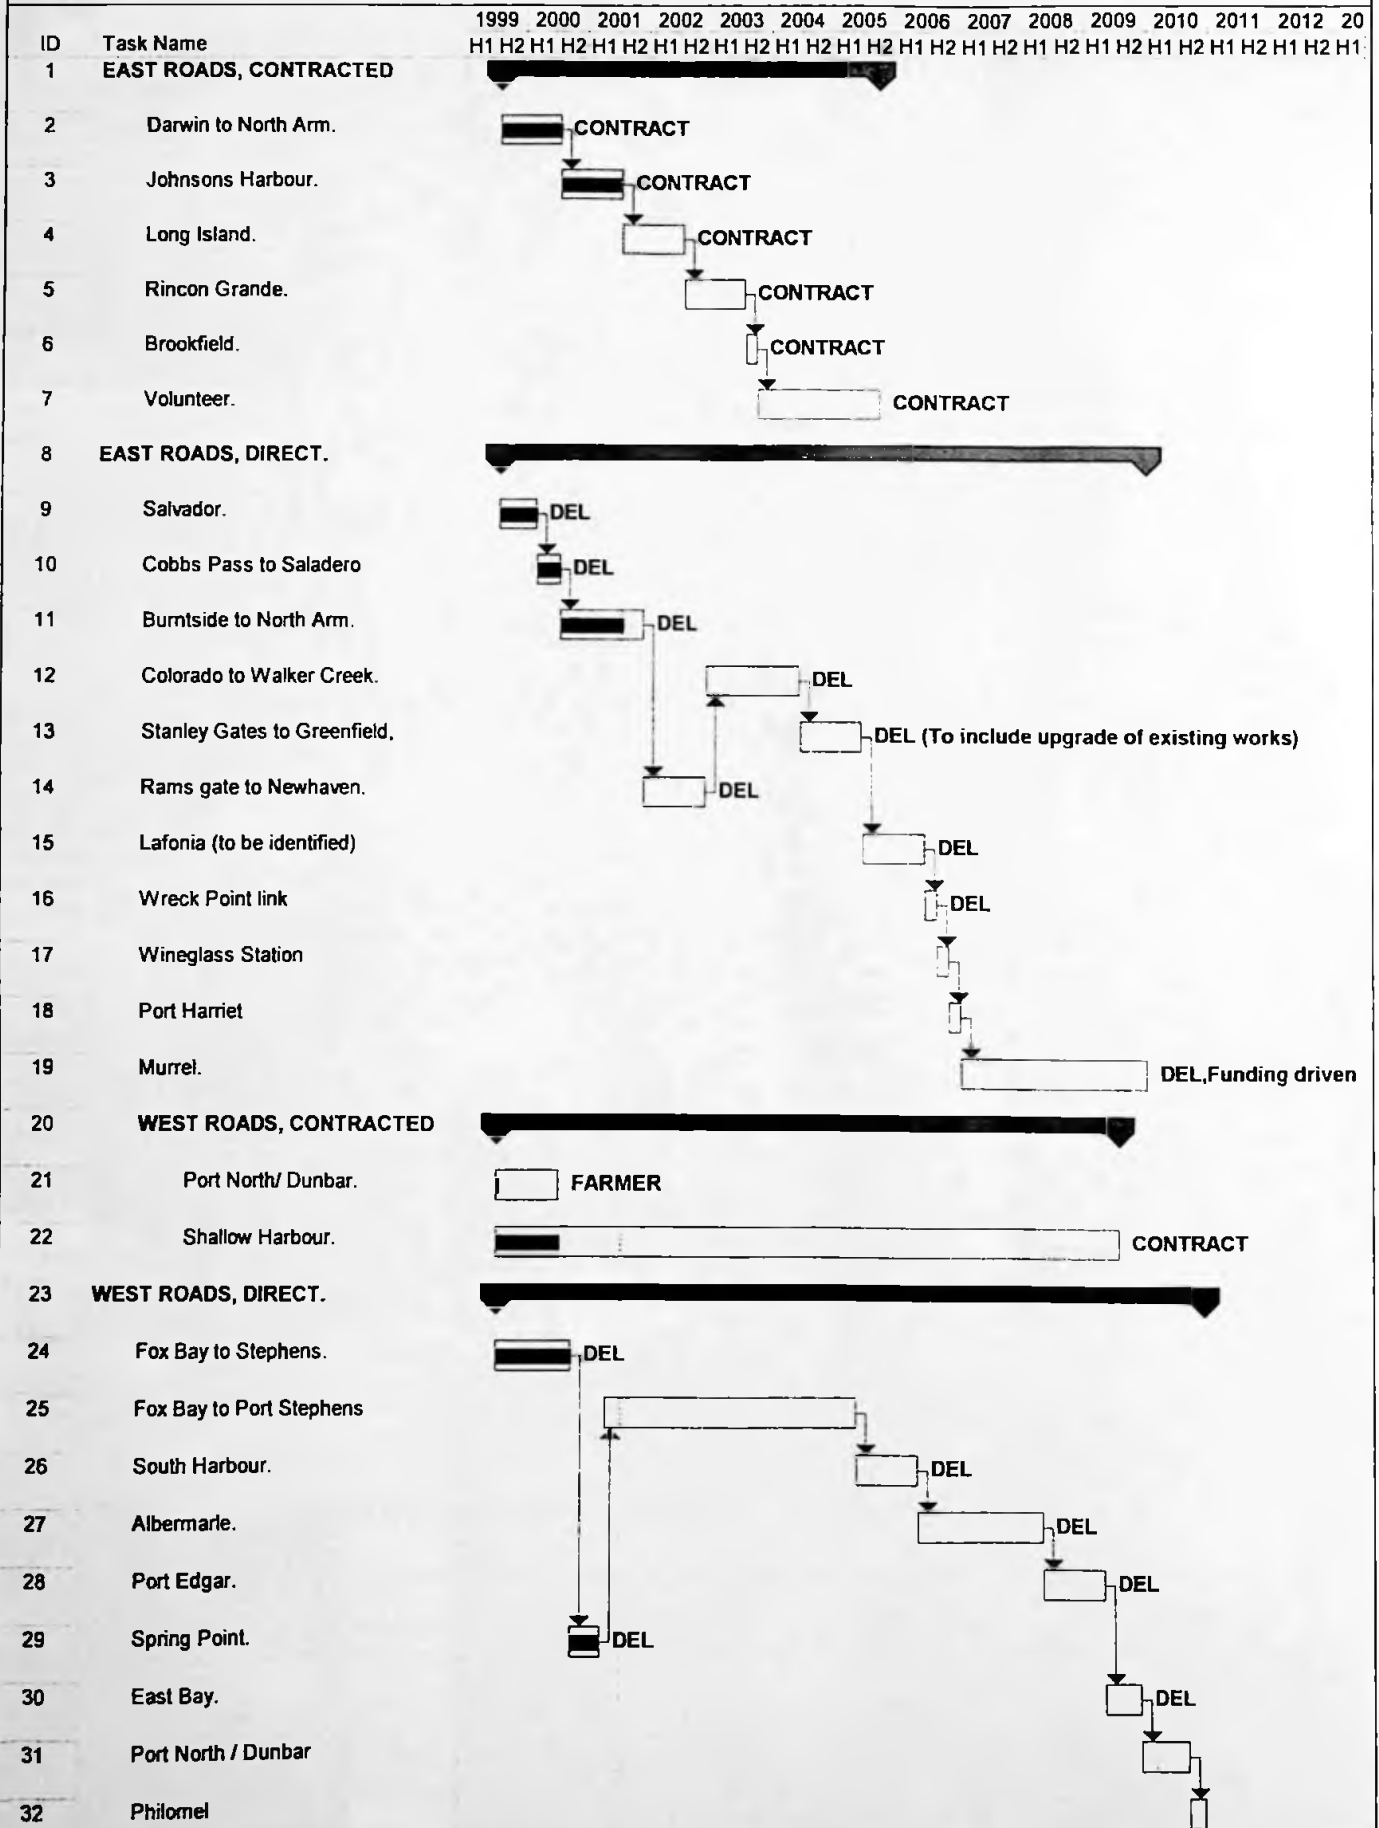 1999 2000 2001 2002 2003 2004 2005 2006 2007 2008 2009 2010 2011 2012 20
ID Task Name H1 H2 H1 H2 H1 H2 H1 H2 H1 H2 H1 H2 H1 H2 H1 H2 H1 H2 H1 H2 H1 H2 H1 H2 H1 H2 H1 H2 H1
1 EAST ROADS, CONTRACTED
2 Darwin to North Arm. CONTRACT
3 Johnsons Harbour. CONTRACT
4 Long Island. CONTRACT
5 Rincon Grande. CONTRACT
6 Brookfield. CONTRACT
7 Volunteer. CONTRACT
8 EAST ROADS, DIRECT.
9 Salvador. DEL
10 Cobbs Pass to Saladero DEL
11 Burntside to North Arm. DEL
12 Colorado to Walker Creek. DEL
13 Stanley Gates to Greenfield, DEL (To include upgrade of existing works)
14 Rams gate to Newhaven. DEL
15 Lafonia (to be identified) DEL
16 Wreck Point link DEL
17 Wineglass Station
18 Port Harriet
19 Murrel. DEL,Funding driven
20 WEST ROADS, CONTRACTED
21 Port North/ Dunbar. FARMER
22 Shallow Harbour. CONTRACT
23 WEST ROADS, DIRECT.
24 Fox Bay to Stephens. DEL
25 Fox Bay to Port Stephens
26 South Harbour. DEL
27 Albermarle. DEL
28 Port Edgar. DEL
29 Spring Point. DEL
30 East Bay. DEL
31 Port North / Dunbar
32 Philomel